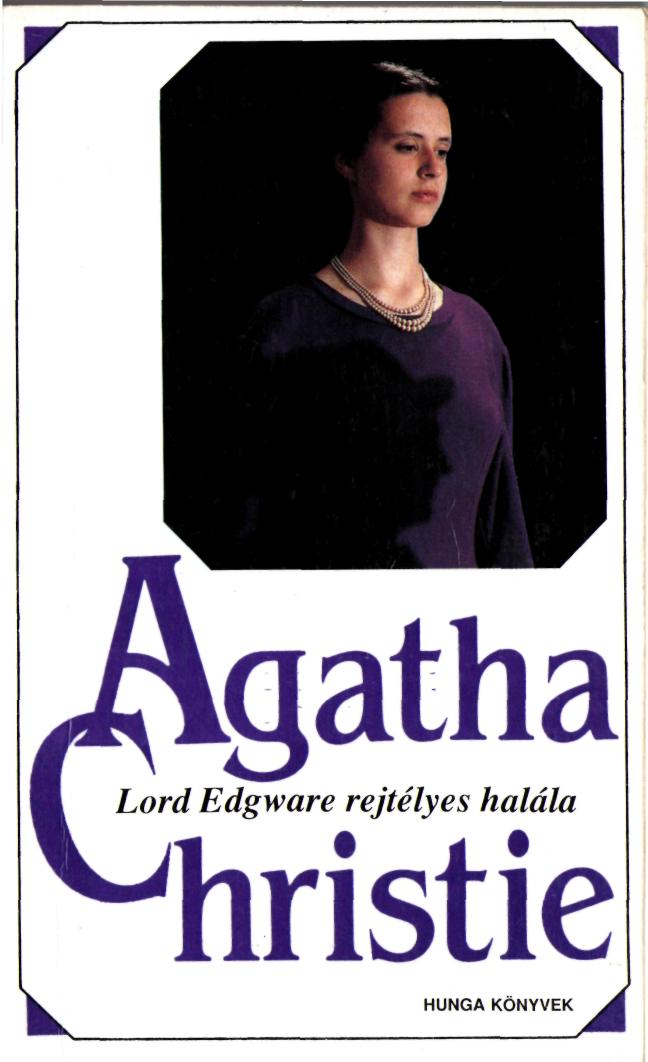 Agatha
Lord Edgware rejtélyes halála
Christie
HUNGA KÖNYVEK